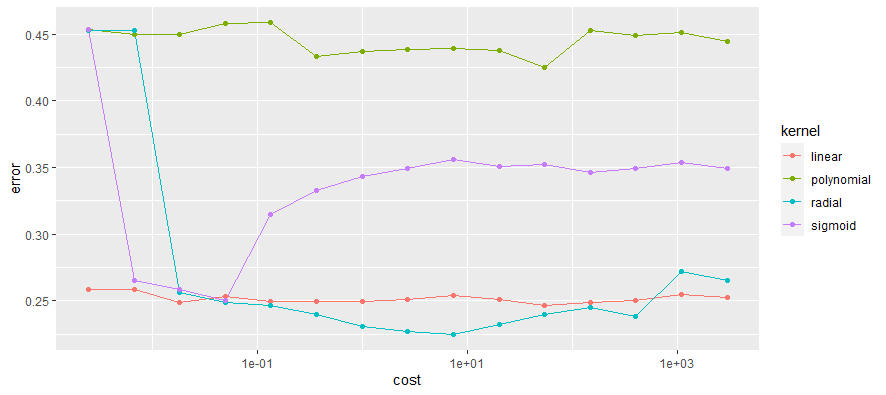 0.45
0.40
0.35
0.30
0.25
error
1e-01
1e+01
1e+03
cost
kernel
linear
polynomial
radial
sigmoid